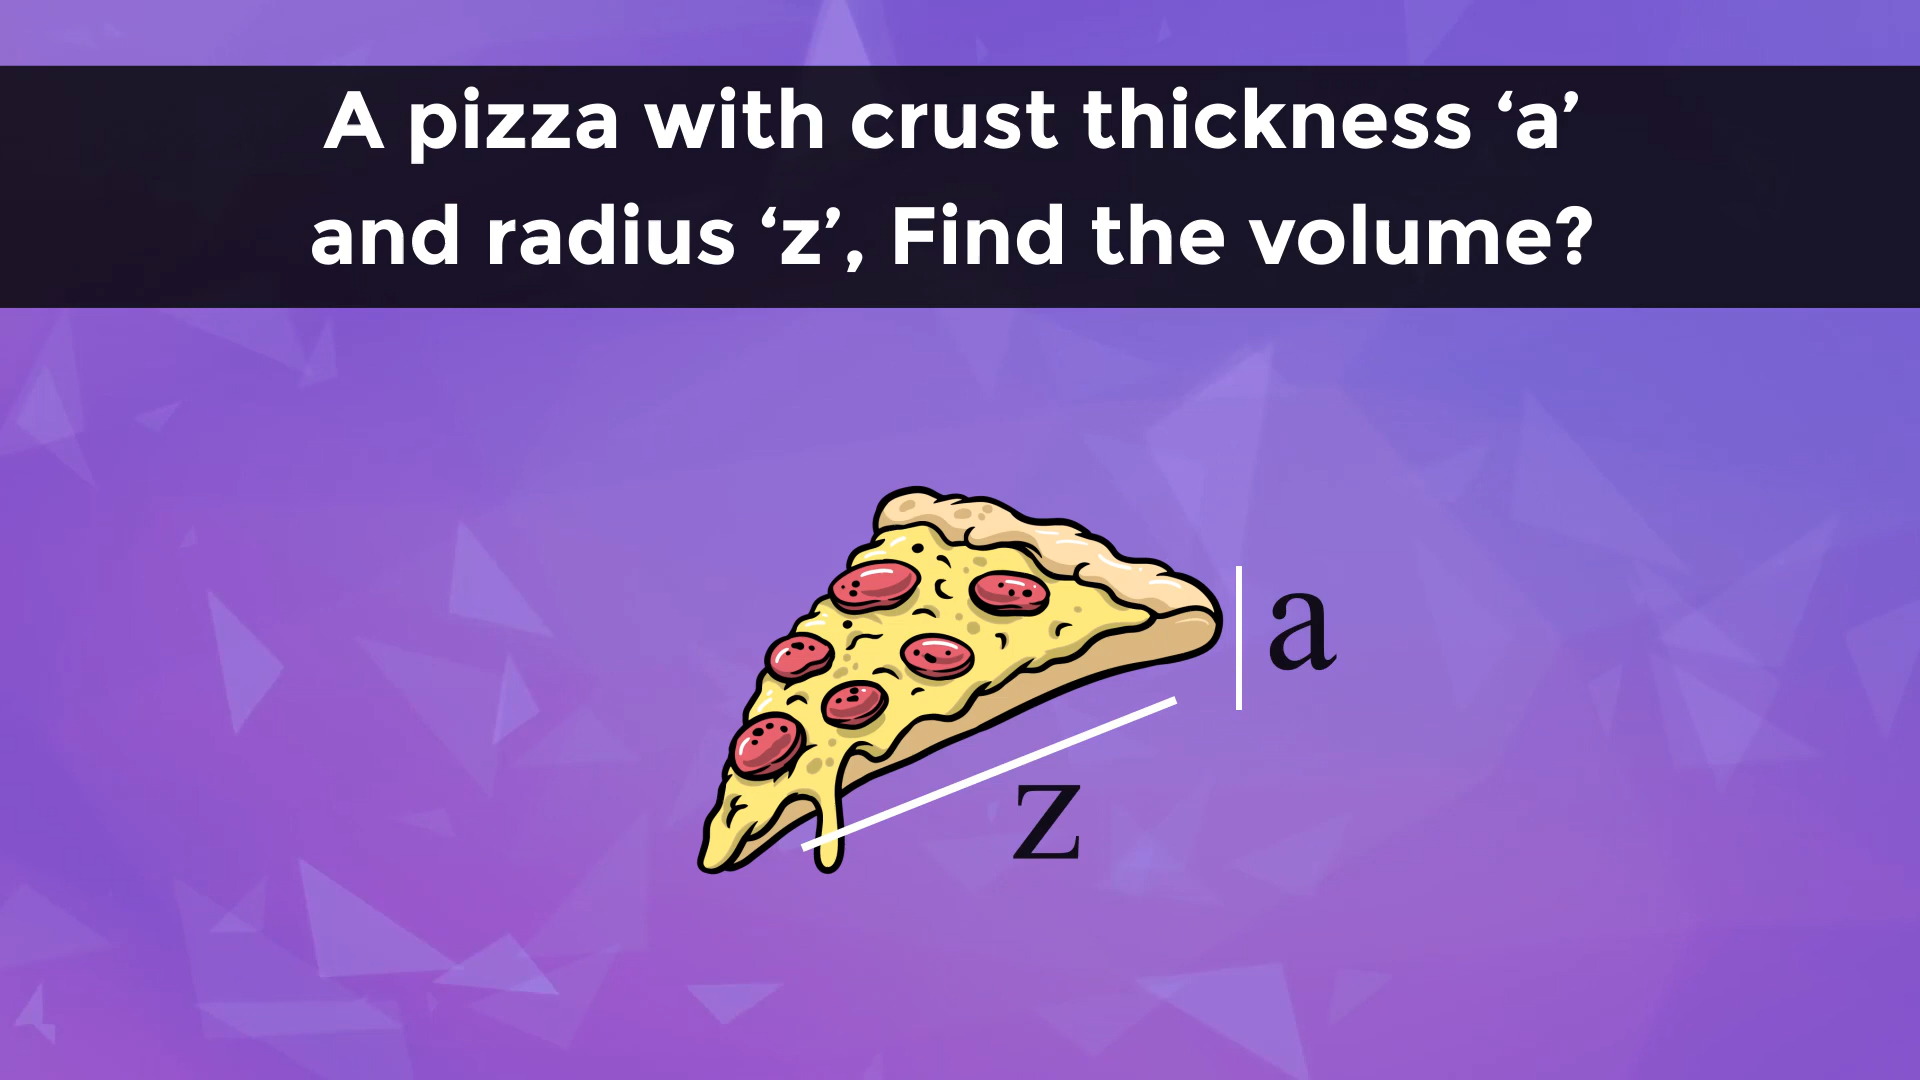 A pizza with crust thickness ‘a’
and radius ‘z’, Find the volume?
a
z